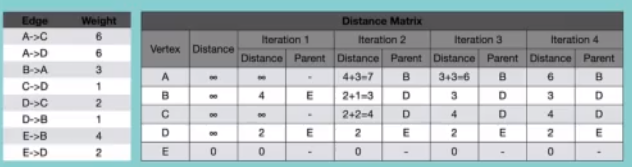 Edge Weight
A->C 6
A->D 6
B->A 3
C->D 1
D->C 2
D->B 1
E->B 4
E->D 2
Distance Matrix
Vertex Distance Iteration 1 Iteration 2 Iteration 3 Iteration 4
Distance Parent Distance Parent Distance Parent Distance Parent
A ∞ ∞ - 4+3=7 B 3+3=6 B 6 B
B ∞ 4 E 2+1=3 D 3 D 3 D
C ∞ ∞ - 2+2=4 D 4 D 4 D
D ∞ 2 E 2 E 2 E 2 E
E 0 0 - 0 - 0 - 0 -